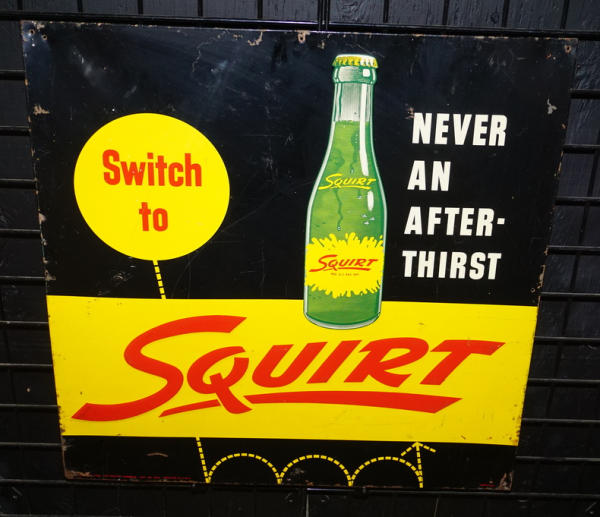 Switch
to
SQUIRT
SQUIRT
NEVER
AN
AFTER-
THIRST
SQUIRT